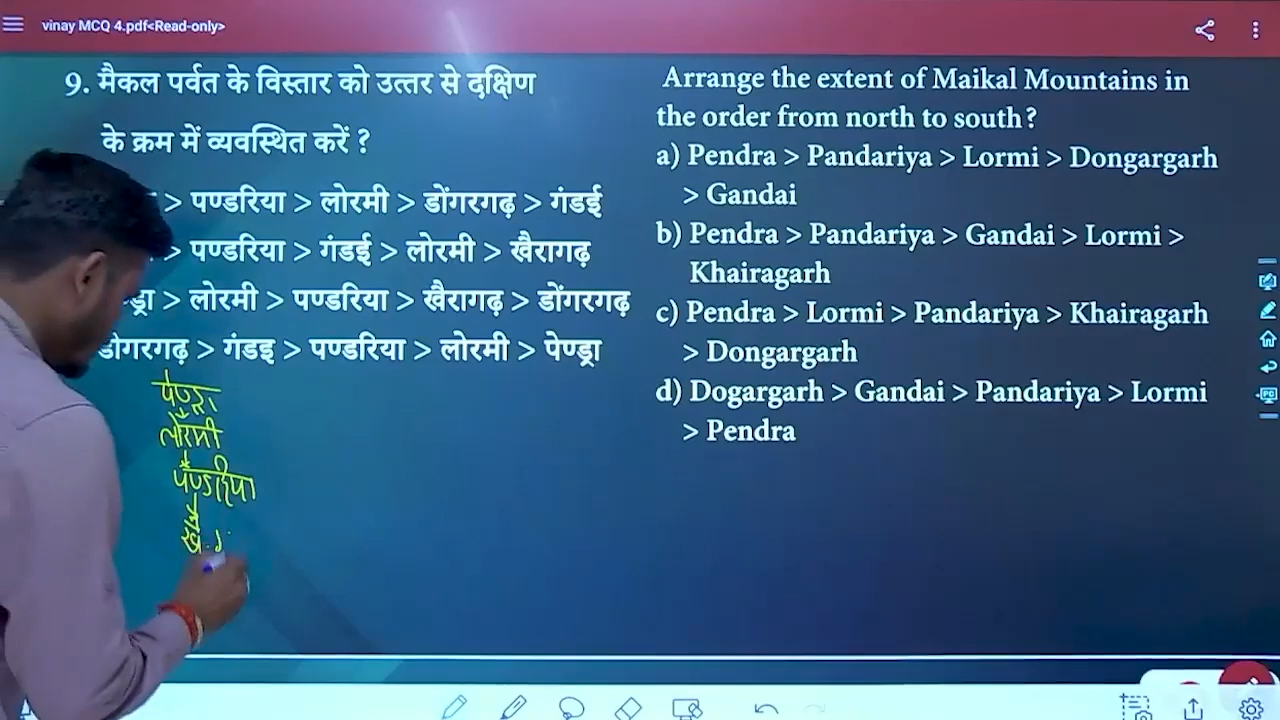 vinay MCQ 4.pdf<Read-only>
9. मैकल पर्वत के विस्तार को उत्तर से दक्षिण
के क्रम में व्यवस्थित करें ?
> पण्डरिया > लोरमी > डोंगरगढ़ > गंडई
> पण्डरिया > गंडई > लोरमी > खैरागढ़
ड्रा > लोरमी > पण्डरिया > खैरागढ़ > डोंगरगढ़
डोगरगढ़ > गंडइ > पण्डरिया > लोरमी > पेण्ड्रा
पेण्ड्रा
लोरमी
पण्डरिया
Arrange the extent of Maikal Mountains in
the order from north to south?
a) Pendra > Pandariya > Lormi > Dongargarh
> Gandai
b) Pendra > Pandariya > Gandai > Lormi >
Khairagarh
c) Pendra > Lormi > Pandariya > Khairagarh
> Dongargarh
d) Dogargarh > Gandai > Pandariya > Lormi
> Pendra